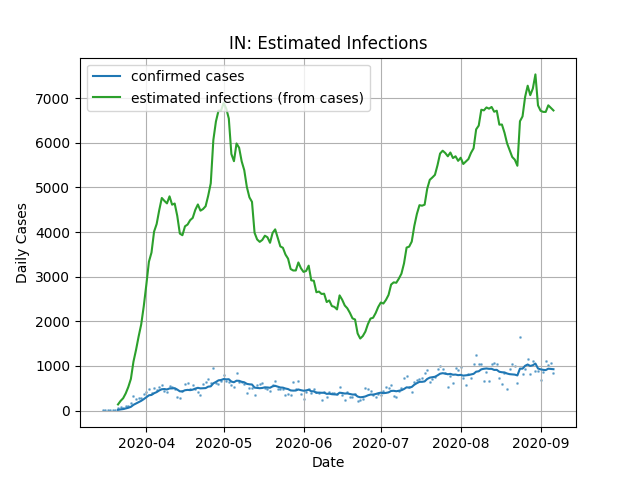 IN: Estimated Infections
confirmed cases
estimated infections (from cases)
Daily Cases
7000
6000
5000
4000
3000
2000
1000
0
2020-04 2020-05 2020-06 2020-07 2020-08 2020-09
Date